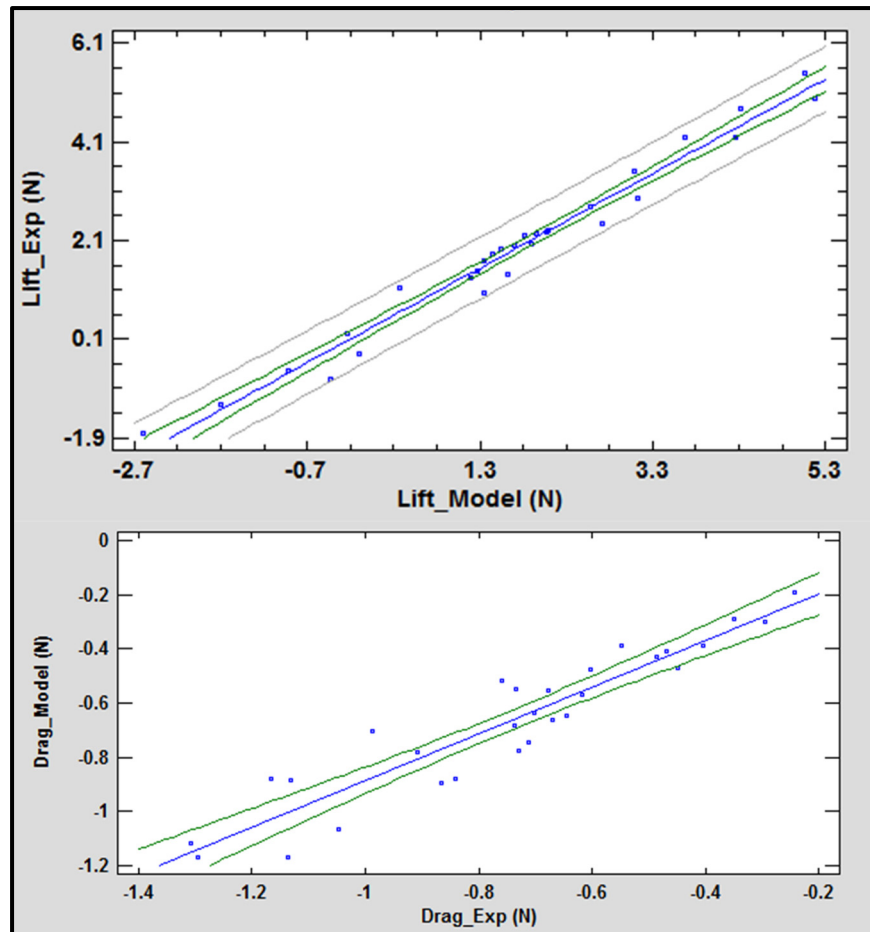 6.1
4.1
2.1
0.1
-1.9
LIft_Exp (N)
-2.7 -0.7 1.3 3.3 5.3
Lift_Model (N)
0
-0.2
-0.4
-0.6
-0.8
-1
-1.2
Drag_Model (N)
-1.4 -1.2 -1 -0.8 -0.6 -0.4 -0.2
Drag_Exp (N)